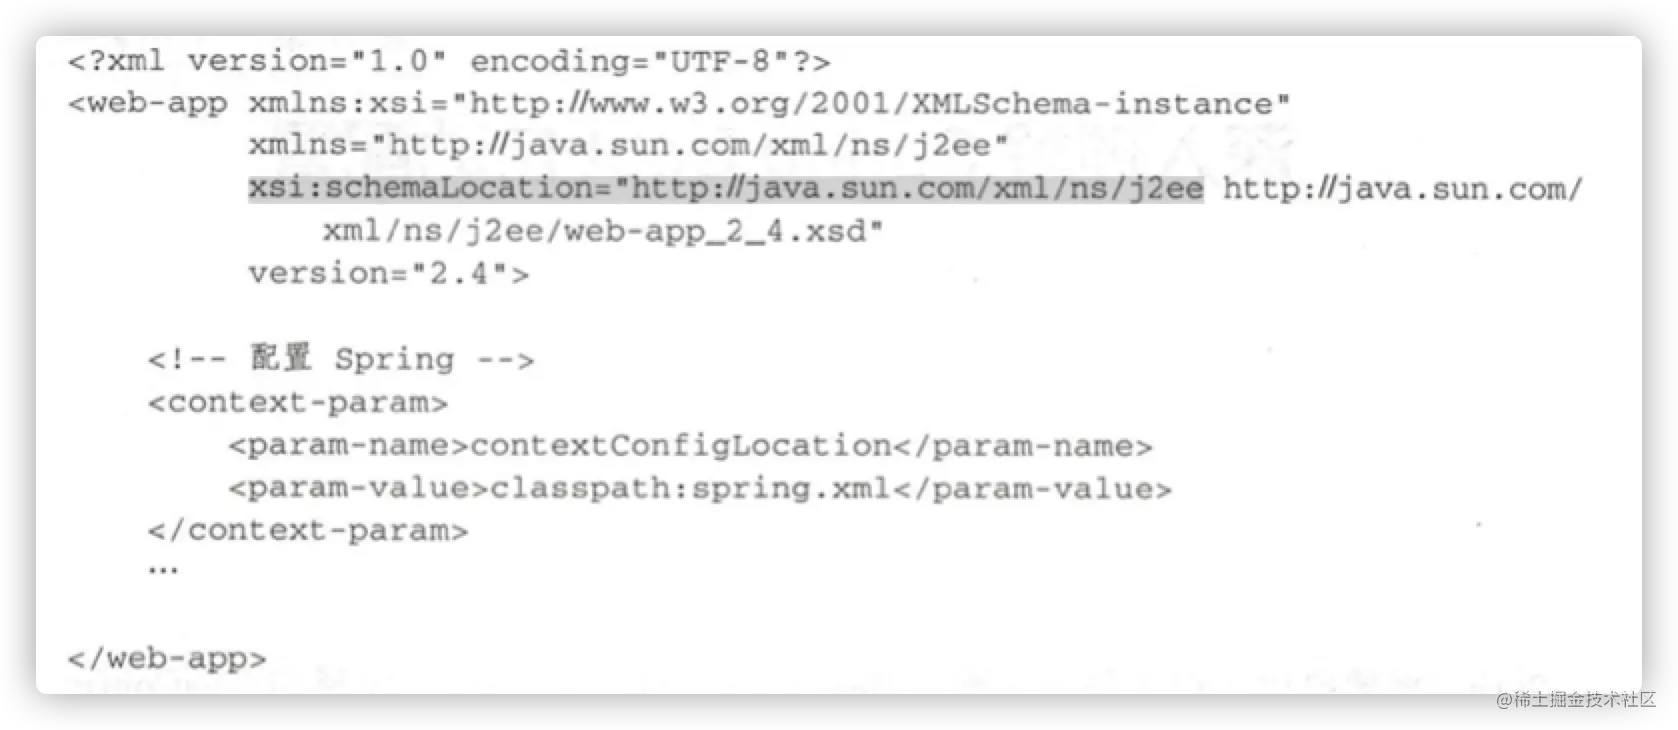 <?xml version="1.0" encoding="UTF-8"?>
<web-app xmlns:xsi="http://www.w3.org/2001/XMLSchema-instance"
xmlns="http://java.sun.com/xml/ns/j2ee"
xsi:schemaLocation="http://java.sun.com/xml/ns/j2ee http://java.sun.com/
xml/ns/j2ee/web-app_2_4.xsd"
version="2.4">
<!-- 配置 Spring -->
<context-param>
<param-name>contextConfigLocation</param-name>
<param-value>classpath:spring.xml</param-value>
</context-param>
…
</web-app>
@稀土掘金技术社区